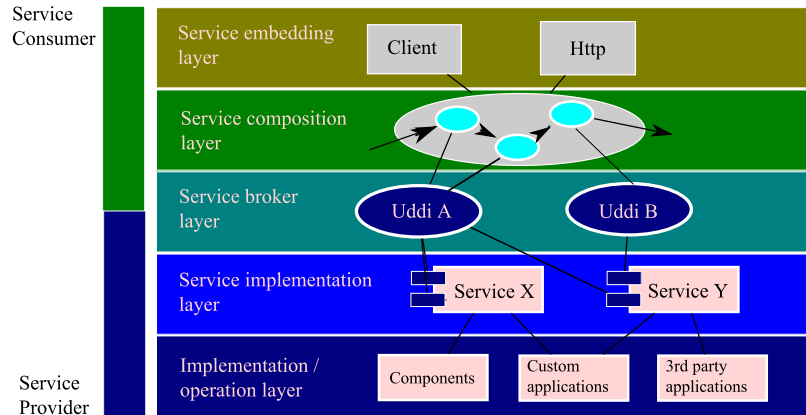 Service
Consumer
Service embedding
layer
Client
Http
Service composition
layer
Service broker
layer
Uddi A
Uddi B
Service implementation
layer
Service X
Service Y
Implementation /
operation layer
Components
Custom
applications
3rd party
applications
Service
Provider